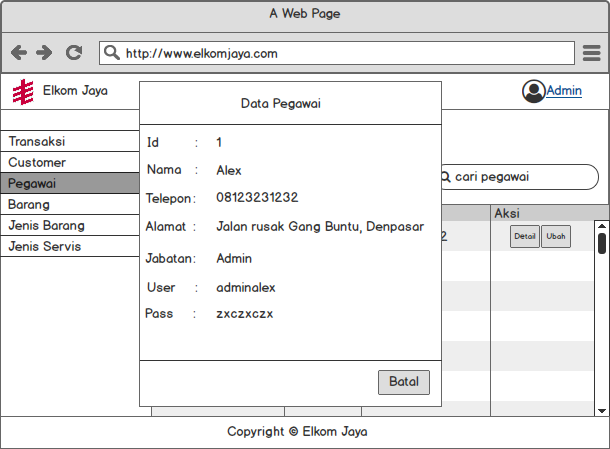 A Web Page
http://www.elkomjaya.com
Elkom Jaya
Admin
Transaksi
Customer
Pegawai
Barang
Jenis Barang
Jenis Servis
Data Pegawai
Id : 1
Nama : Alex
Telepon : 08123231232
Alamat : Jalan rusak Gang Buntu, Denpasar
Jabatan : Admin
User : adminalex
Pass : zxczxczx
Batal
cari pegawai
Aksi
2 Detail Ubah
Copyright © Elkom Jaya